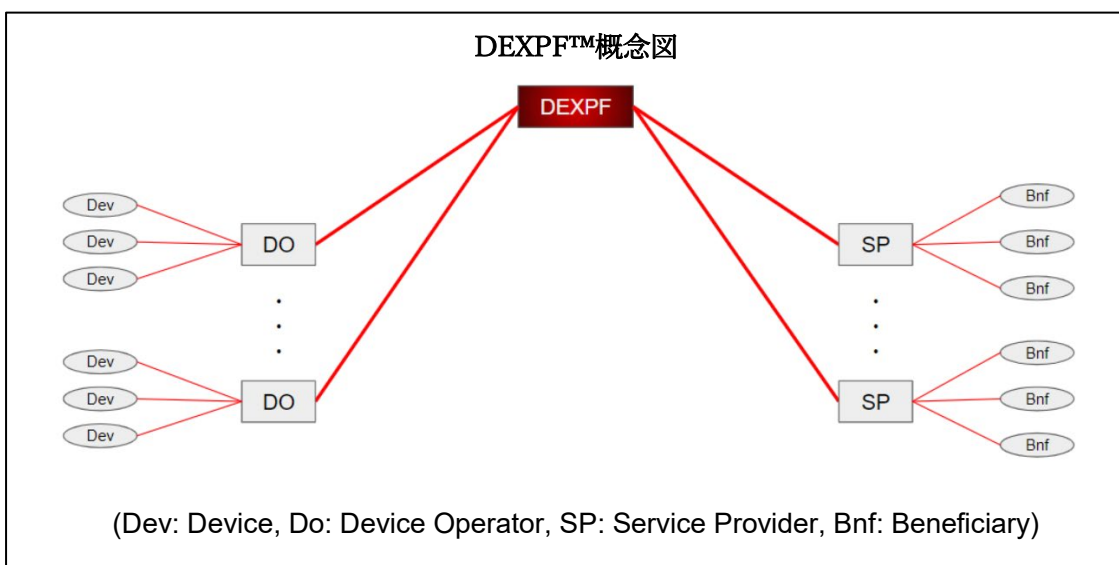 DEXPF™概念図
DEXPF
Dev
Dev
Dev
DO
SP
Bnf
Bnf
Bnf
Dev
Dev
Dev
DO
SP
Bnf
Bnf
Bnf
(Dev: Device, Do: Device Operator, SP: Service Provider, Bnf: Beneficiary)